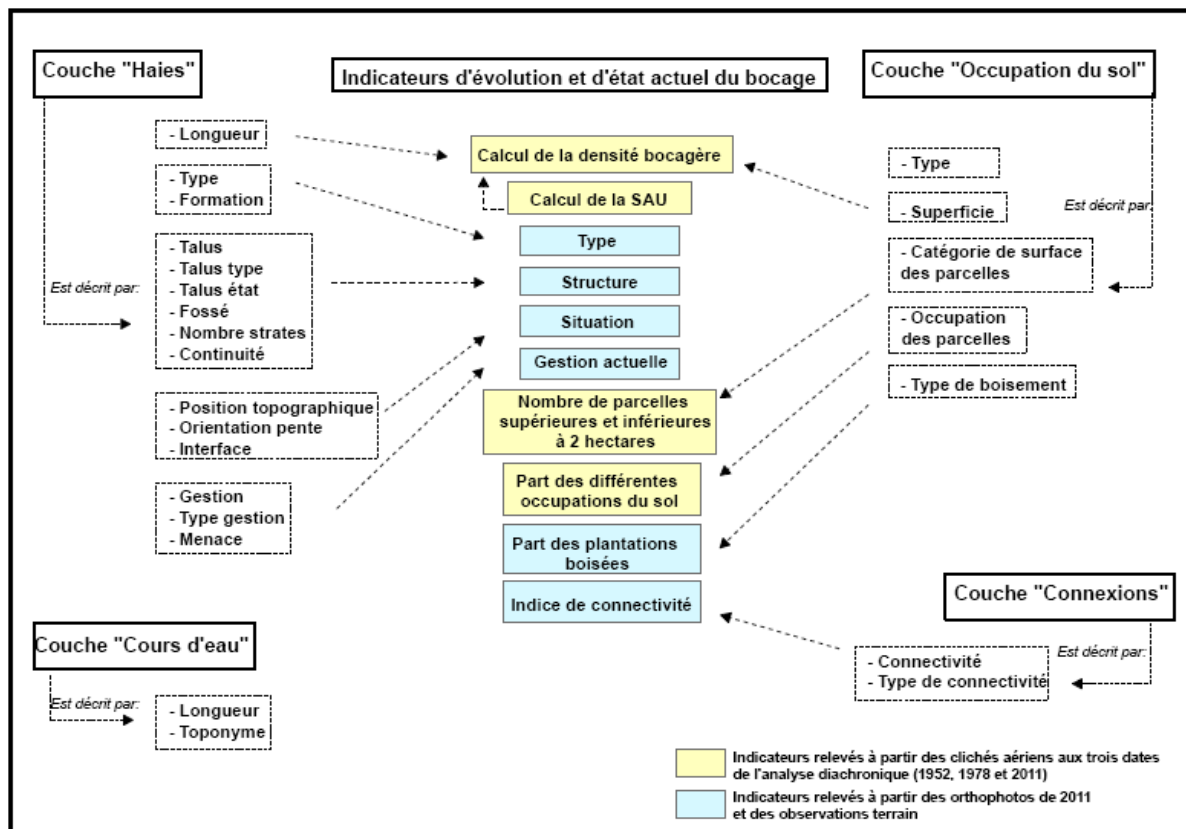 Couche "Haies"
Indicateurs d'évolution et d'état actuel du bocage
Couche "Occupation du sol"
- Longueur
- Type
- Formation
Est décrit par:
- Talus
- Talus type
- Talus état
- Fossé
- Nombre strates
- Continuité
- Position topographique
- Orientation pente
- Interface
- Gestion
- Type gestion
- Menace
Calcul de la densité bocagère
Calcul de la SAU
Type
Structure
Situation
Gestion actuelle
Nombre de parcelles
supérieures et inférieures
à 2 hectares
Part des différentes
occupations du sol
Part des plantations
boisées
Indice de connectivité
- Type
- Superficie
Est décrit par:
- Catégorie de surface
des parcelles
- Occupation
des parcelles
- Type de boisement
Couche "Connexions"
Est décrit par:
- Connectivité
- Type de connectivité
Couche "Cours d'eau"
Est décrit par:
- Longueur
- Toponyme
Indicateurs relevés à partir des clichés aériens aux trois dates
de l'analyse diachronique (1952, 1978 et 2011)
Indicateurs relevés à partir des orthophotos de 2011
et des observations terrain